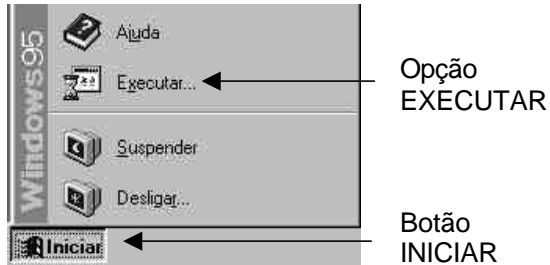 Windows95
Ajuda
Executar...
Suspender
Desligar...
Iniciar
Opção
EXECUTAR
Botão
INICIAR